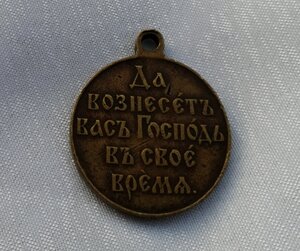 Да
вознесетъ
васъ Господь
въ свое
время.